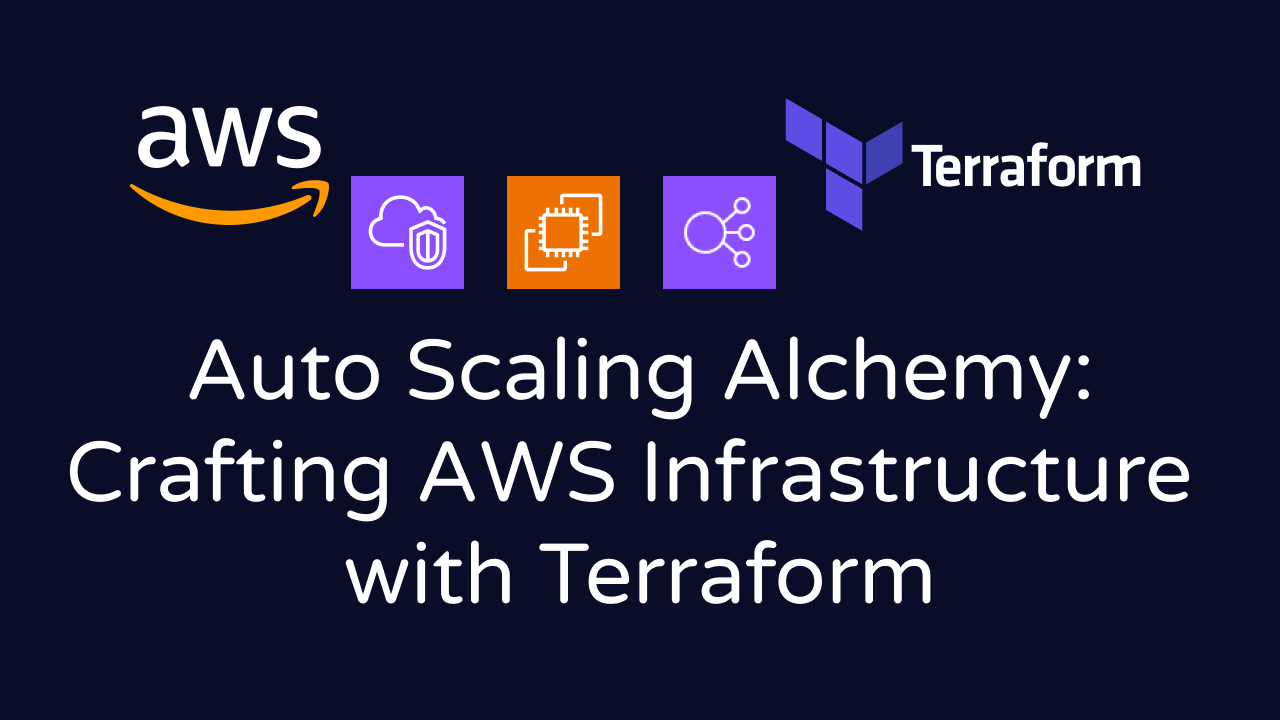 aws
Terraform
Auto Scaling Alchemy:
Crafting AWS Infrastructure
with Terraform